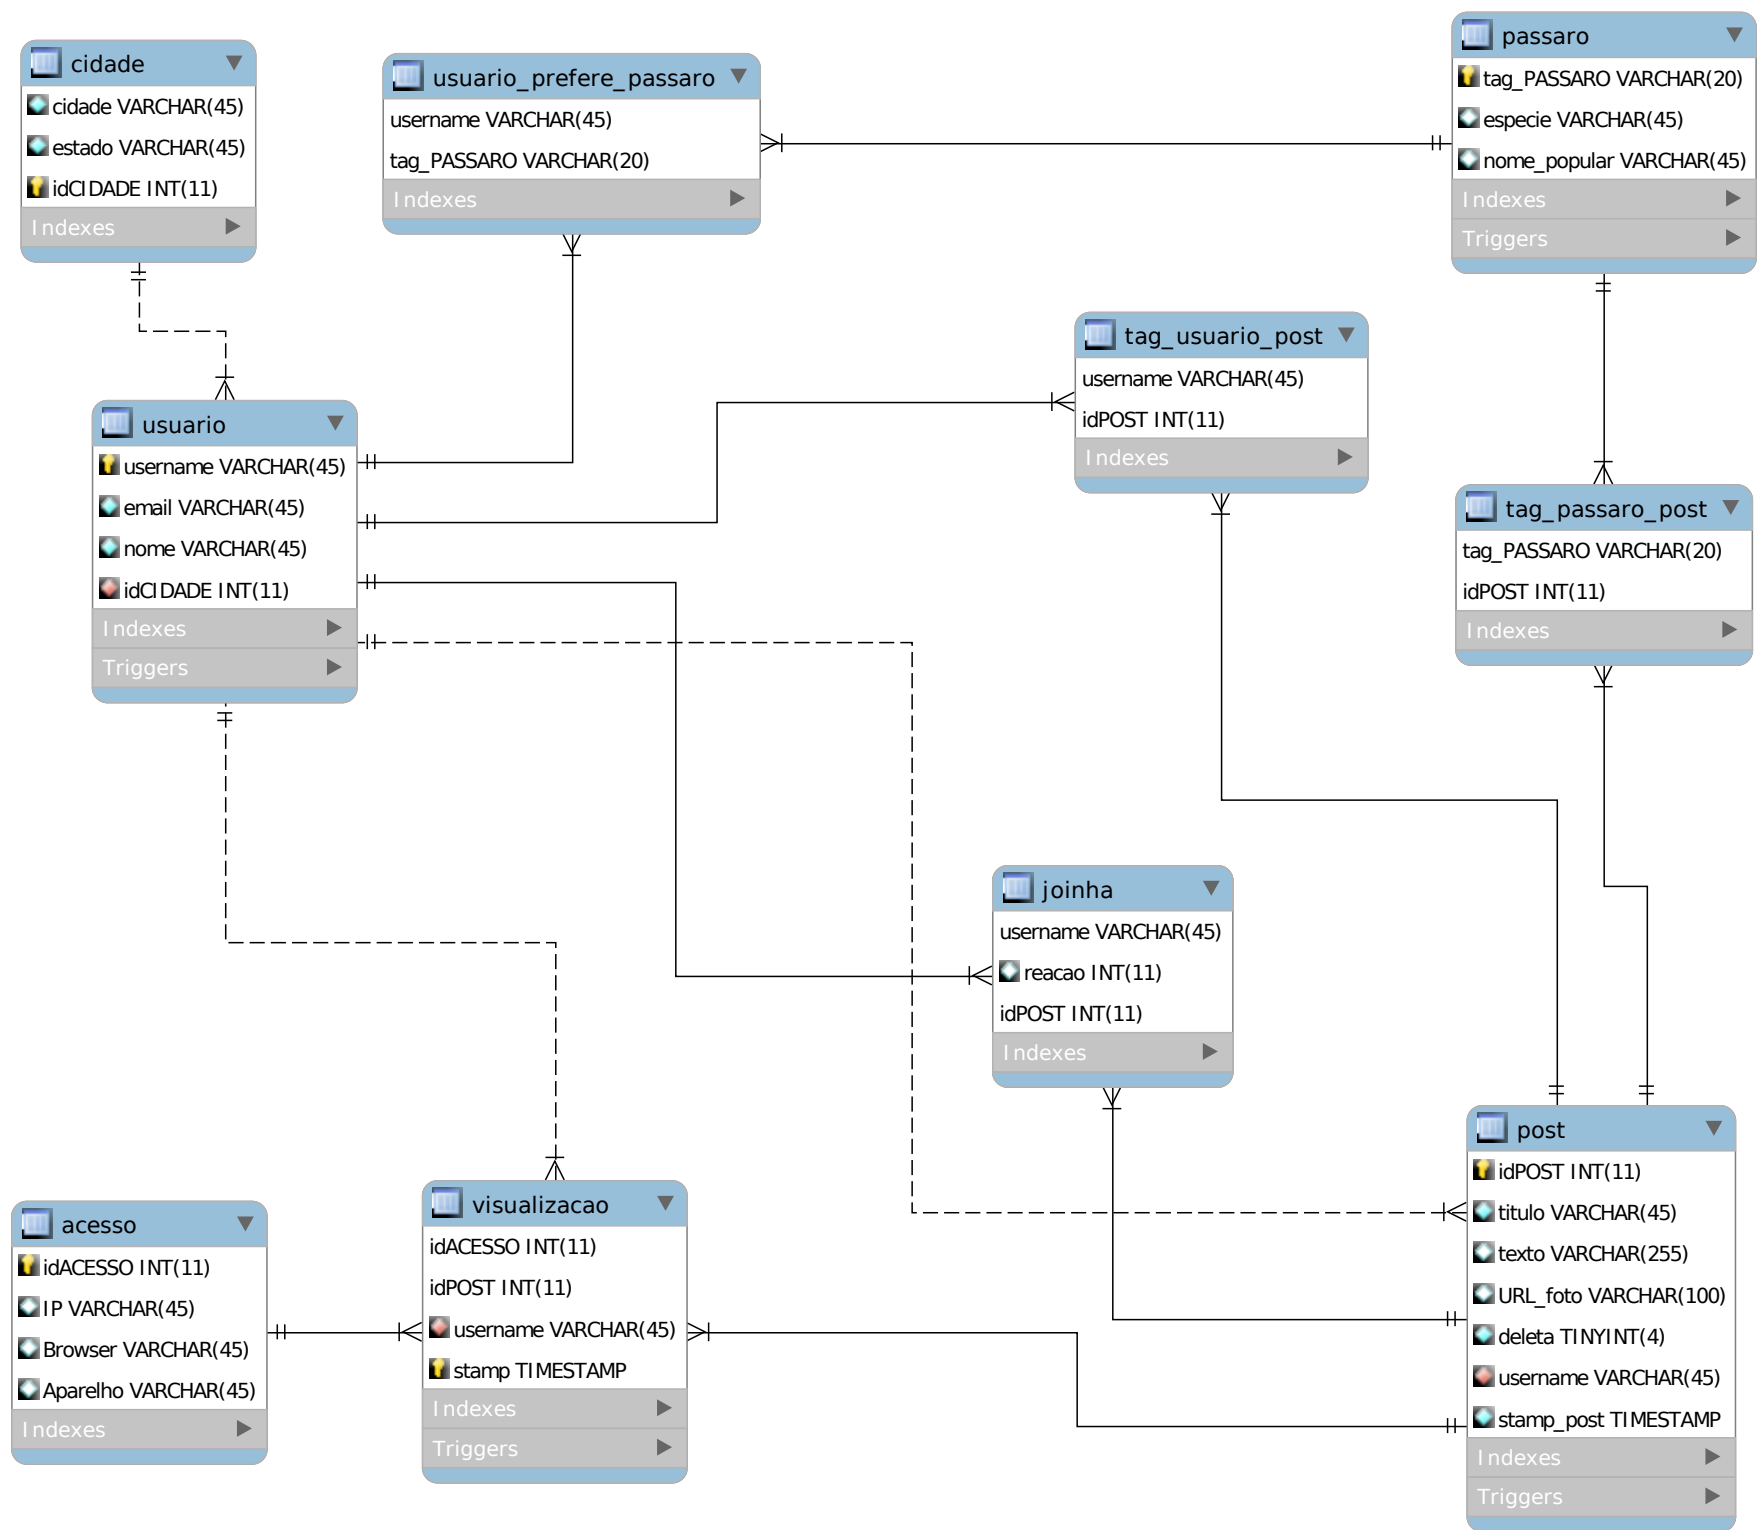 cidade
cidade VARCHAR(45)
estado VARCHAR(45)
idCIDADE INT(11)
Indexes
usuario_prefere_passaro
username VARCHAR(45)
tag_PASSARO VARCHAR(20)
Indexes
passaro
tag_PASSARO VARCHAR(20)
especie VARCHAR(45)
nome_popular VARCHAR(45)
Indexes
Triggers
tag_usuario_post
username VARCHAR(45)
idPOST INT(11)
Indexes
usuario
username VARCHAR(45)
email VARCHAR(45)
nome VARCHAR(45)
idCIDADE INT(11)
Indexes
Triggers
tag_passaro_post
tag_PASSARO VARCHAR(20)
idPOST INT(11)
Indexes
joinha
username VARCHAR(45)
reacao INT(11)
idPOST INT(11)
Indexes
post
idPOST INT(11)
titulo VARCHAR(45)
texto VARCHAR(255)
URL_foto VARCHAR(100)
deleta TINYINT(4)
username VARCHAR(45)
stamp_post TIMESTAMP
Indexes
Triggers
visualizacao
idACESSO INT(11)
idPOST INT(11)
username VARCHAR(45)
stamp TIMESTAMP
Indexes
Triggers
acesso
idACESSO INT(11)
IP VARCHAR(45)
Browser VARCHAR(45)
Aparelho VARCHAR(45)
Indexes